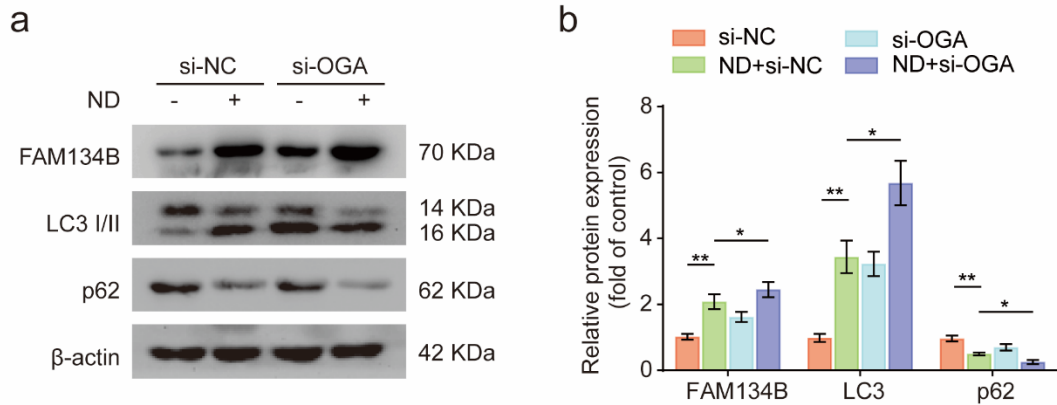 a
si-NC si-OGA
ND - + - +
FAM134B 70 KDa
LC3 I/II 14 KDa
16 KDa
p62 62 KDa
β-actin 42 KDa
b
si-NC si-OGA
ND+si-NC ND+si-OGA
Relative protein expression
(fold of control)
8
6
4
2
0
** *
** *
** *
FAM134B LC3 p62